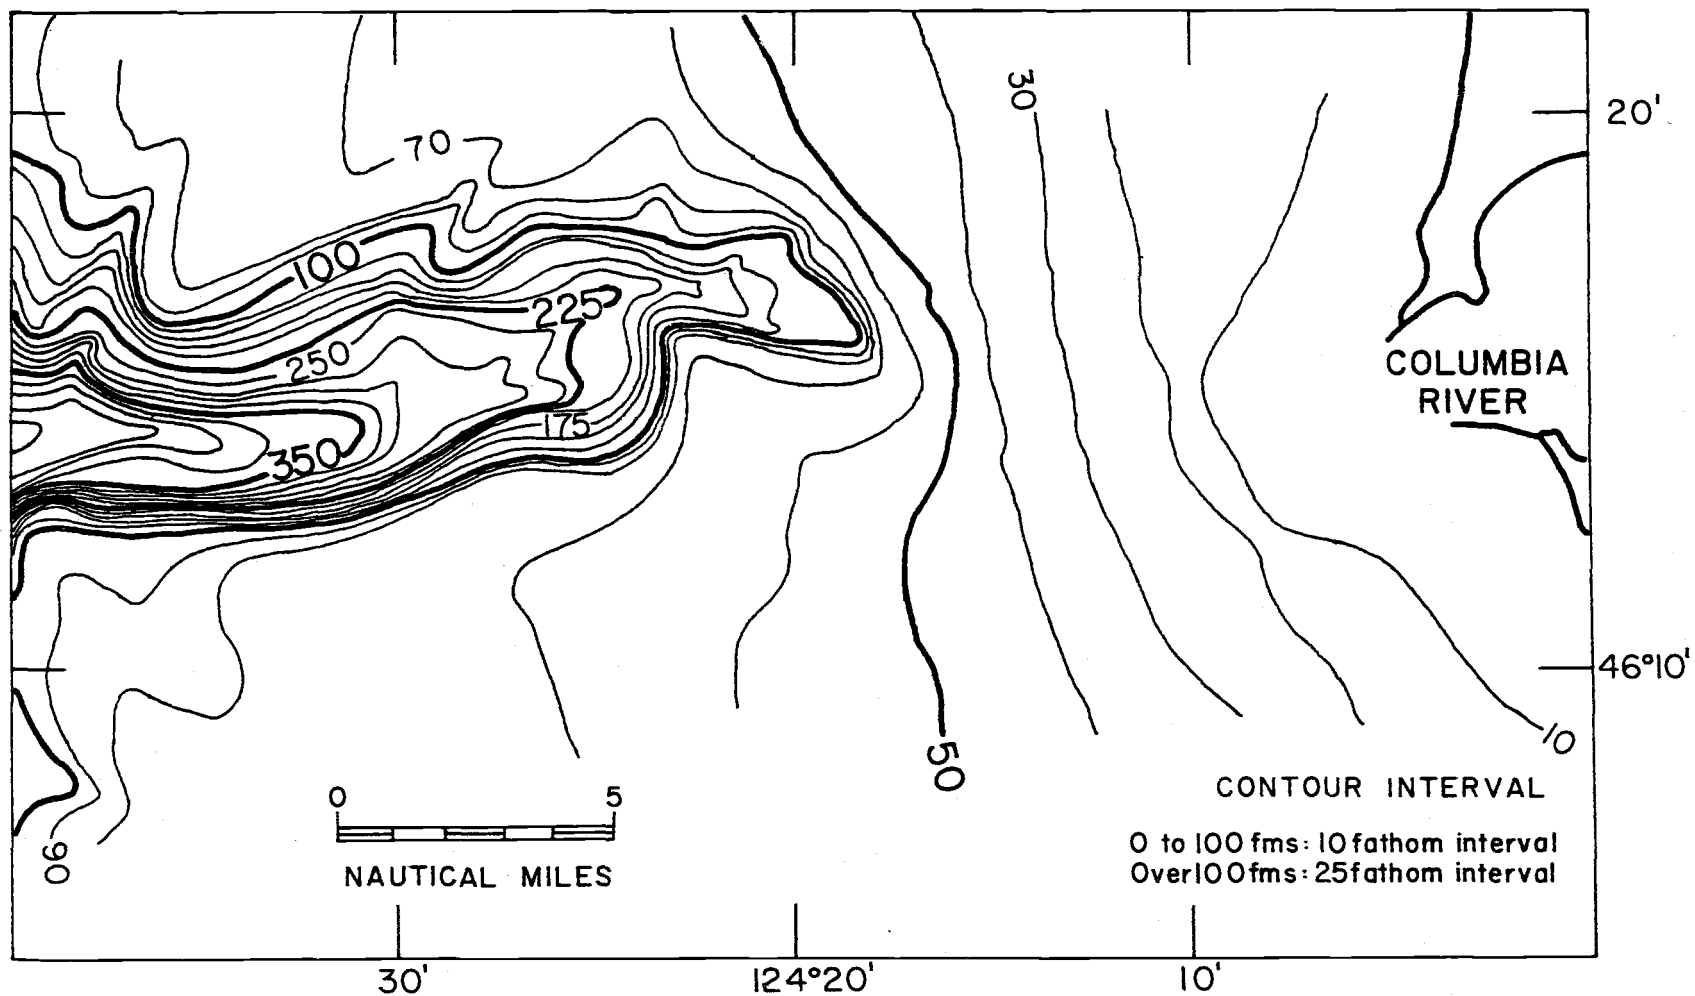 30
20'
70
100
225
250
COLUMBIA
RIVER
175
350
46°10'
50
10
CONTOUR INTERVAL
0 to 100 fms: 10 fathom interval
Over 100 fms: 25 fathom interval
0 5
NAUTICAL MILES
90
30' 124°20' 10'